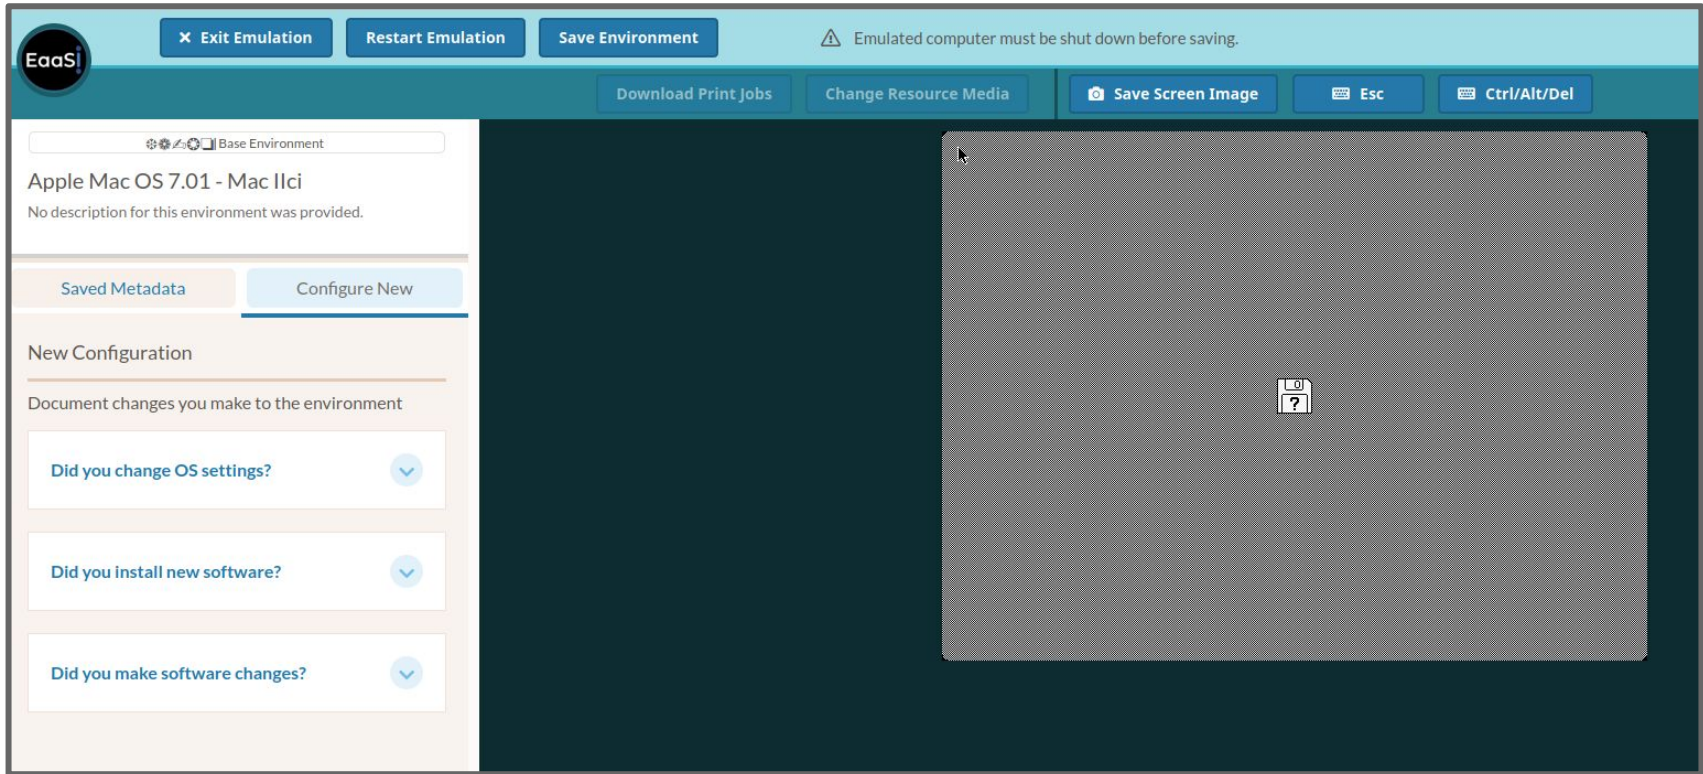 EaaSI
× Exit Emulation
Restart Emulation
Save Environment
⚠ Emulated computer must be shut down before saving.
Download Print Jobs
Change Resource Media
Save Screen Image
Esc
Ctrl/Alt/Del
❄❁✍❂❏ Base Environment
Apple Mac OS 7.01 - Mac IIci
No description for this environment was provided.
Saved Metadata
Configure New
New Configuration
Document changes you make to the environment
Did you change OS settings?
Did you install new software?
Did you make software changes?
0
?